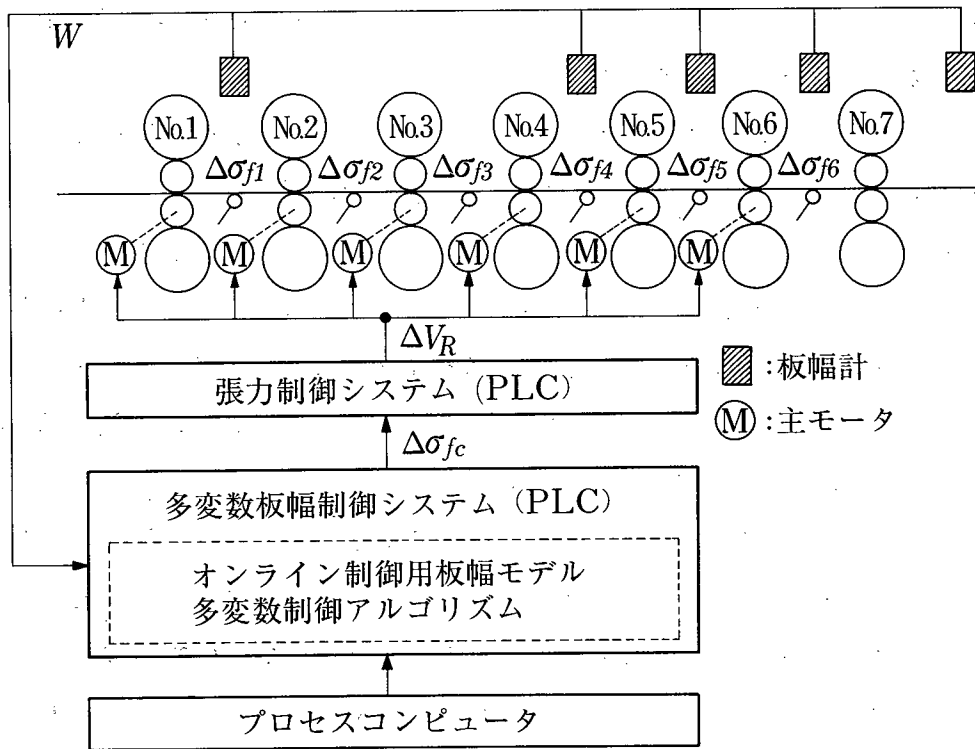 W
No.1 No.2 No.3 No.4 No.5 No.6 No.7
Δσf1 Δσf2 Δσf3 Δσf4 Δσf5 Δσf6
M M M M M M
ΔVR
張力制御システム (PLC)
:板幅計
M:主モータ
Δσfc
多変数板幅制御システム (PLC)
オンライン制御用板幅モデル
多変数制御アルゴリズム
プロセスコンピュータ